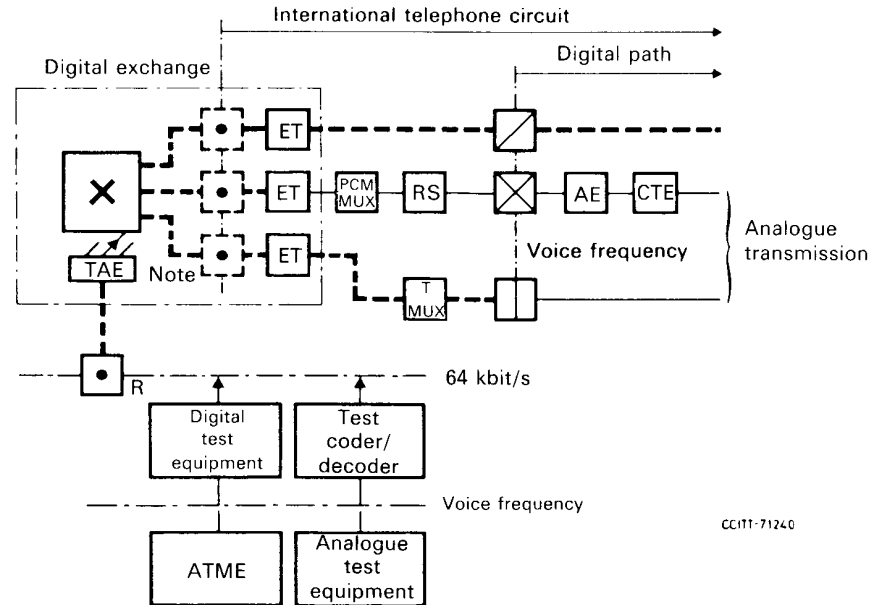 International telephone circuit
Digital path
Digital exchange
ET
ET
PCM
MUX
RS
AE
CTE
Analogue
transmission
Voice frequency
TAE
Note
ET
T
MUX
R
64 kbit/s
Digital
test
equipment
Test
coder/
decoder
Voice frequency
ATME
Analogue
test
equipment
CCITT-71240